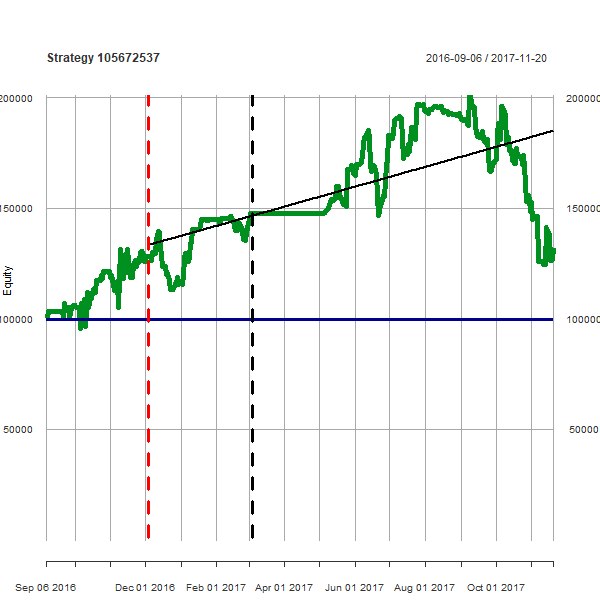 Strategy 105672537
2016-09-06 / 2017-11-20
200000
200000
150000
150000
Equity
100000
100000
50000
50000
Sep 06 2016
Dec 01 2016
Feb 01 2017
Apr 01 2017
Jun 01 2017
Aug 01 2017
Oct 01 2017